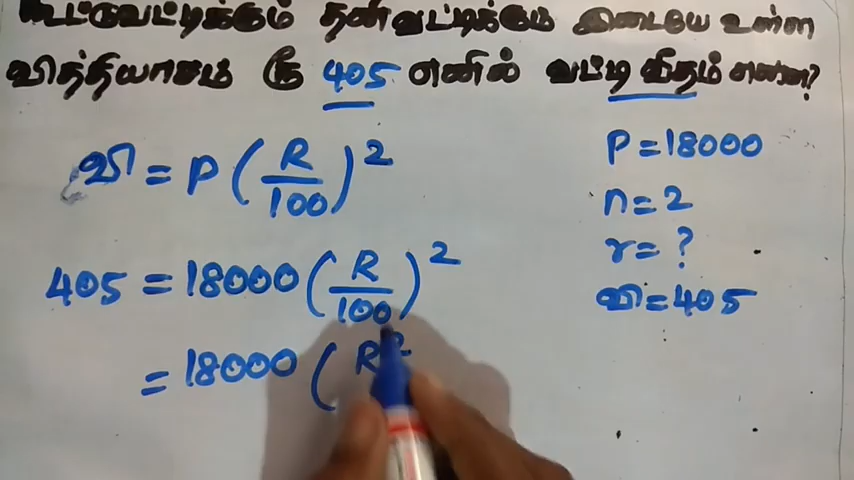 கூட்டுவட்டிக்கும் தனிவட்டிக்கும் இடையே உள்ள
வித்தியாசம் ரூ 405 எனில் வட்டி வீதம் என்ன?
வி = P (R/100)²
P = 18000
n = 2
r = ?
வி = 405
405 = 18000 (R/100)²
= 18000 (R²